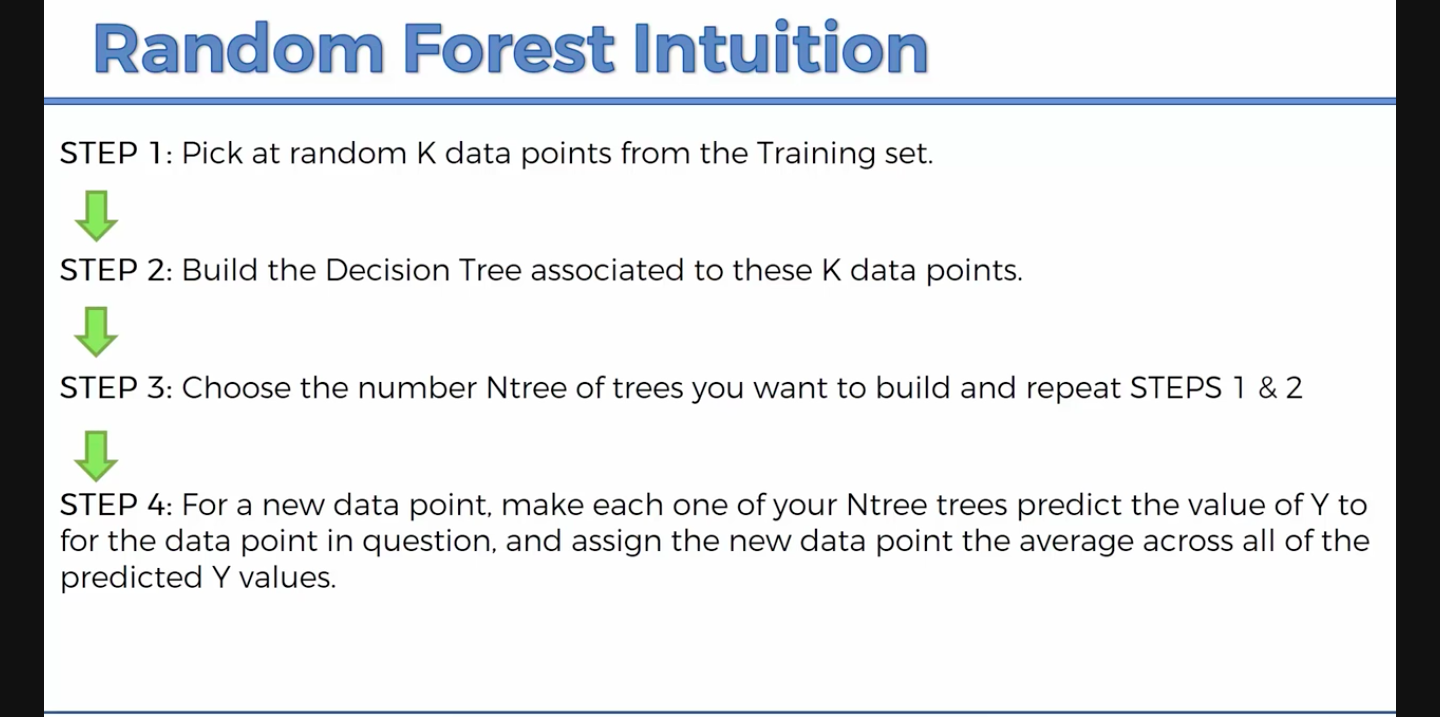 Random Forest Intuition
STEP 1: Pick at random K data points from the Training set.
STEP 2: Build the Decision Tree associated to these K data points.
STEP 3: Choose the number Ntree of trees you want to build and repeat STEPS 1 & 2
STEP 4: For a new data point, make each one of your Ntree trees predict the value of Y to
for the data point in question, and assign the new data point the average across all of the
predicted Y values.